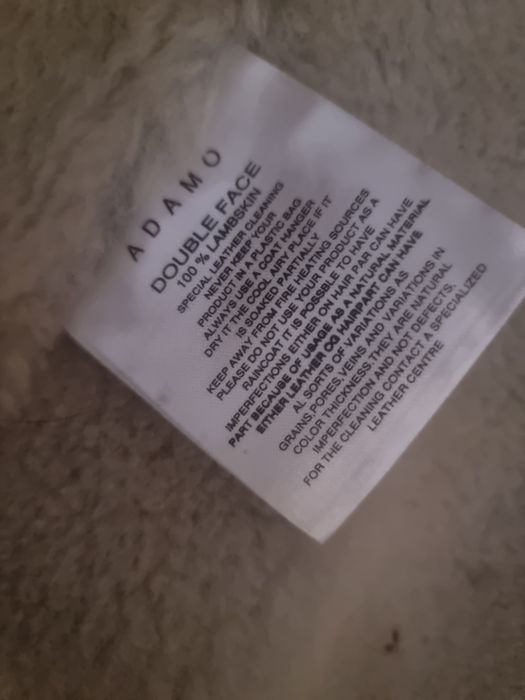 ADAMO
DOUBLE FACE
100 % LAMBSKIN
SPECIAL LEATHER CLEANING
NEVER KEEP YOUR
PRODUCT IN A PLASTIC BAG
ALWAYS USE A COAT HANGER
DRY IT THE COOL AIRY PLACE IF IT
IS SOAKED PARTIALLY
KEEP AWAY FROM FIRE HEATING SOURCES
PLEASE DO NOT USE YOUR PRODUCT AS A
RAINCOAT IT IS POSSBLE TO HAVE
IMPERFECTIONS EITHER ON HAIR PAR CAN HAVE
PART BECAUSE OF USAGE AS A NATURAL MATERIAL
EITHER LEATHER OG HAIRPART CAN HAVE
AL SORTS OF VARIATIONS AS
GRAINS,PORES,VEINS AND VARIATIONS IN
COLOR THICKNESS.THEY ARE NATURAL
IMPERFECTION AND NOT DEFECTS.
FOR THE CLEANING CONTACT A SPECIALIZED
LEATHER CENTRE